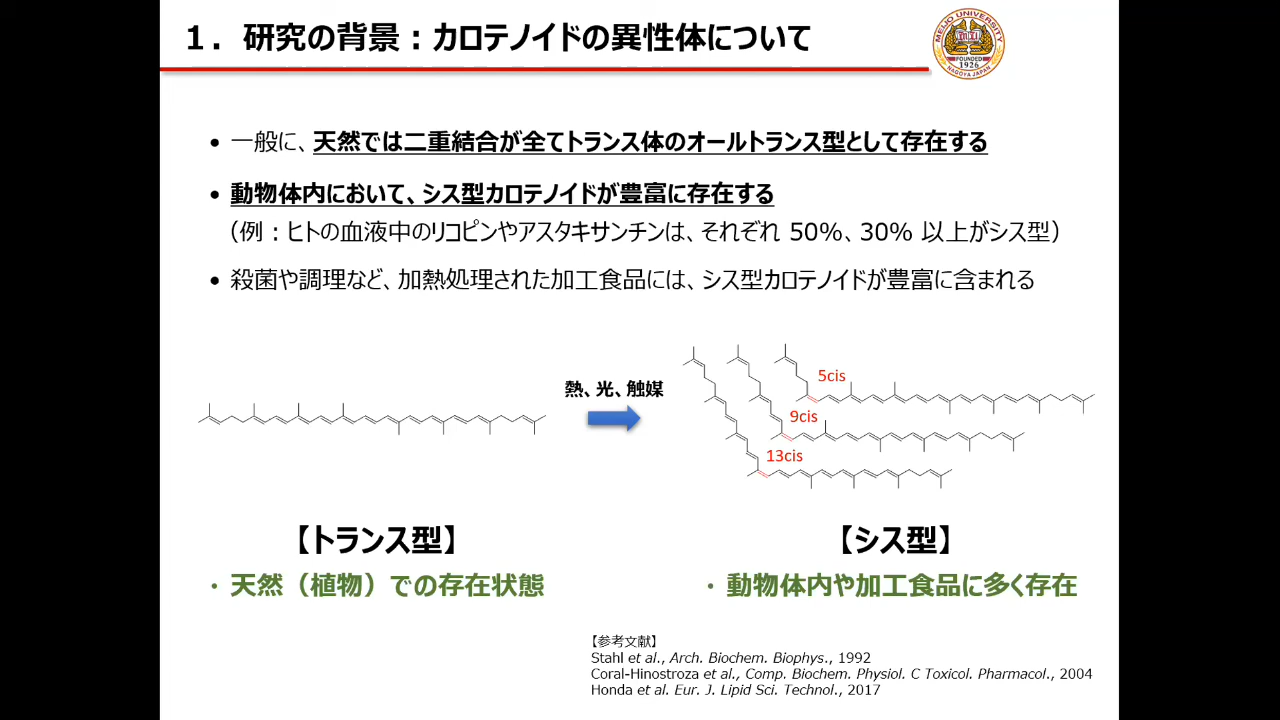 1．研究の背景：カロテノイドの異性体について
MEIJO UNIVERSITY
FOUNDED
1926
NAGOYA JAPAN
• 一般に、天然では二重結合が全てトランス体のオールトランス型として存在する
• 動物体内において、シス型カロテノイドが豊富に存在する
（例：ヒトの血液中のリコピンやアスタキサンチンは、それぞれ 50%、30% 以上がシス型）
• 殺菌や調理など、加熱処理された加工食品には、シス型カロテノイドが豊富に含まれる
熱、光、触媒
5cis
9cis
13cis
【トランス型】
【シス型】
・天然（植物）での存在状態
・動物体内や加工食品に多く存在
【参考文献】
Stahl et al., Arch. Biochem. Biophys., 1992
Coral-Hinostroza et al., Comp. Biochem. Physiol. C Toxicol. Pharmacol., 2004
Honda et al. Eur. J. Lipid Sci. Technol., 2017